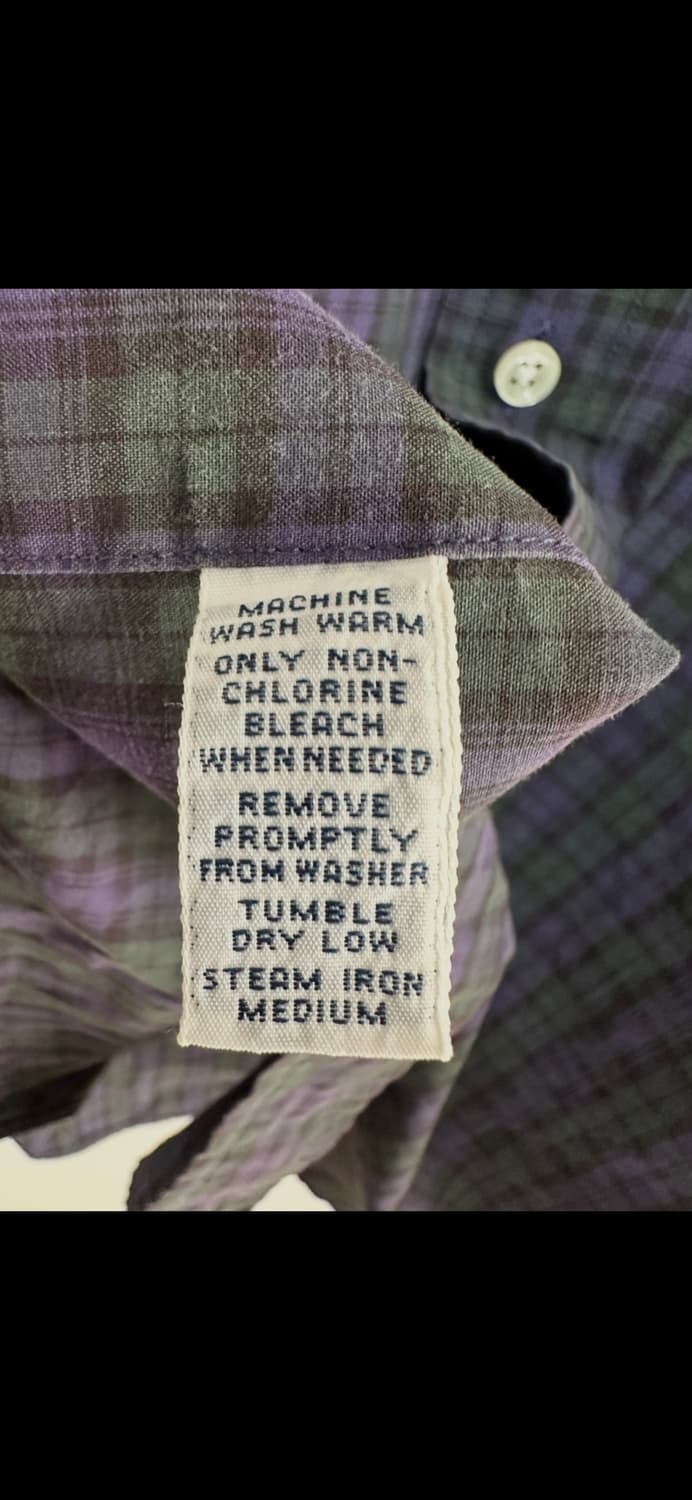 MACHINE
WASH WARM
ONLY NON-
CHLORINE
BLEACH
WHEN NEEDED
REMOVE
PROMPTLY
FROM WASHER
TUMBLE
DRY LOW
STEAM IRON
MEDIUM